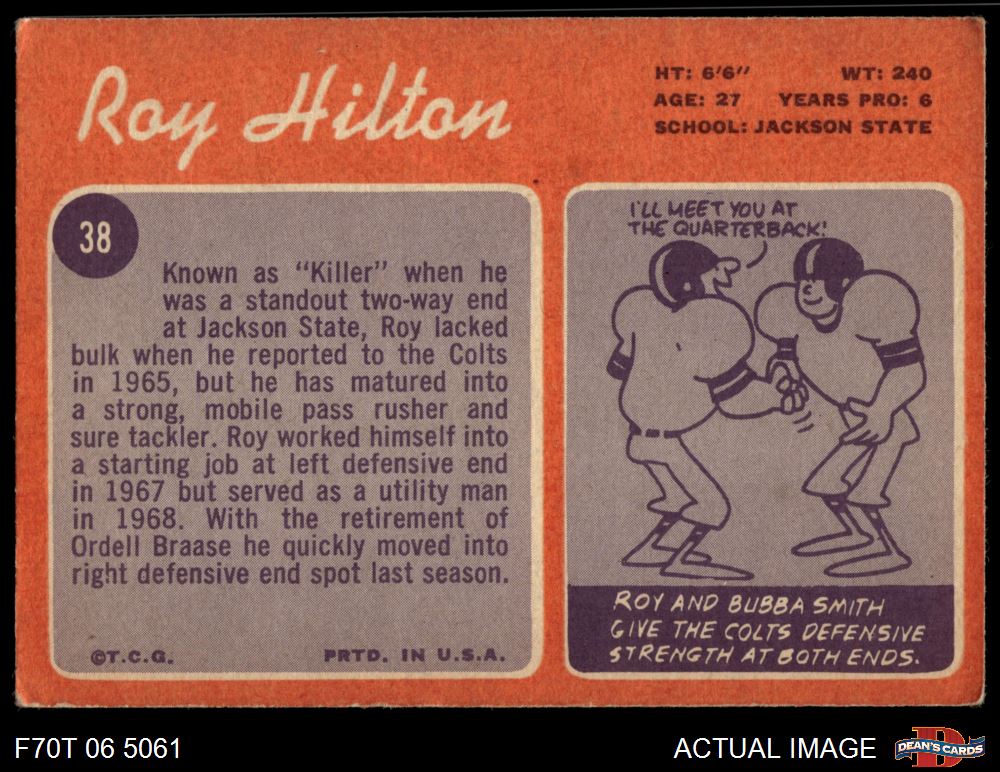 Roy Hilton
HT: 6'6" WT: 240
AGE: 27 YEARS PRO: 6
SCHOOL: JACKSON STATE
38
Known as "Killer" when he
was a standout two-way end
at Jackson State, Roy lacked
bulk when he reported to the Colts
in 1965, but he has matured into
a strong, mobile pass rusher and
sure tackler. Roy worked himself into
a starting job at left defensive end
in 1967 but served as a utility man
in 1968. With the retirement of
Ordell Braase he quickly moved into
right defensive end spot last season.
©T.C.G. PRTD. IN U.S.A.
I'LL MEET YOU AT
THE QUARTERBACK!
ROY AND BUBBA SMITH
GIVE THE COLTS DEFENSIVE
STRENGTH AT BOTH ENDS.
F70T 06 5061
ACTUAL IMAGE
D
DEAN'S CARDS